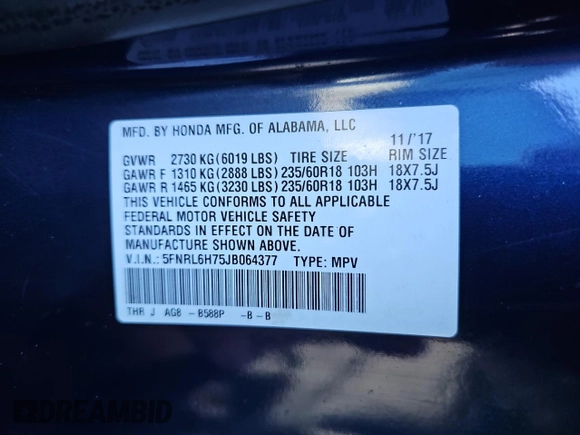 MFD. BY HONDA MFG. OF ALABAMA, LLC
11/'17
GVWR 2730 KG(6019 LBS) TIRE SIZE RIM SIZE
GAWR F 1310 KG(2888 LBS)235/60R18 103H 18X7.5J
GAWR R 1465 KG(3230 LBS)235/60R18 103H 18X7.5J
THIS VEHICLE CONFORMS TO ALL APPLICABLE
FEDERAL MOTOR VEHICLE SAFETY
STANDARDS IN EFFECT ON THE DATE OF
MANUFACTURE SHOWN ABOVE.
V.I.N.:5FNRL6H75JB064377 TYPE: MPV
THR J AG8 - B588P -B -B
DREAMBID